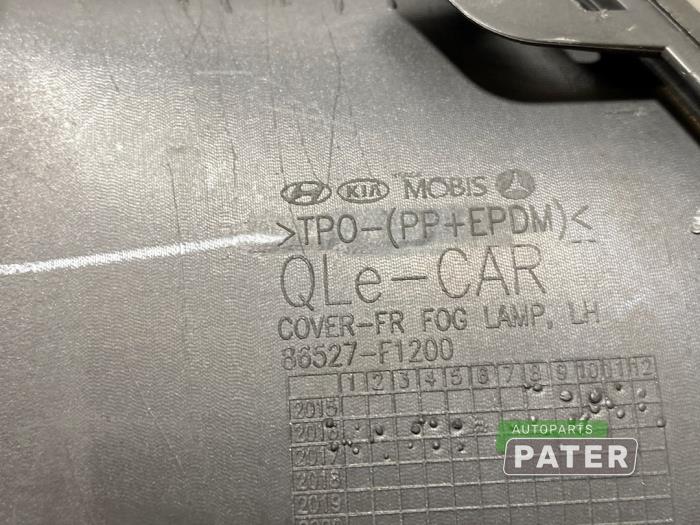 KIA MOBIS
>TPO-(PP+EPDM)<
QLe-CAR
COVER-FR FOG LAMP, LH
86527-F1200
1 2 3 4 5 6 7 8 9 10 11 12
2015
2016
2017
2018
2019
AUTOPARTS
PATER